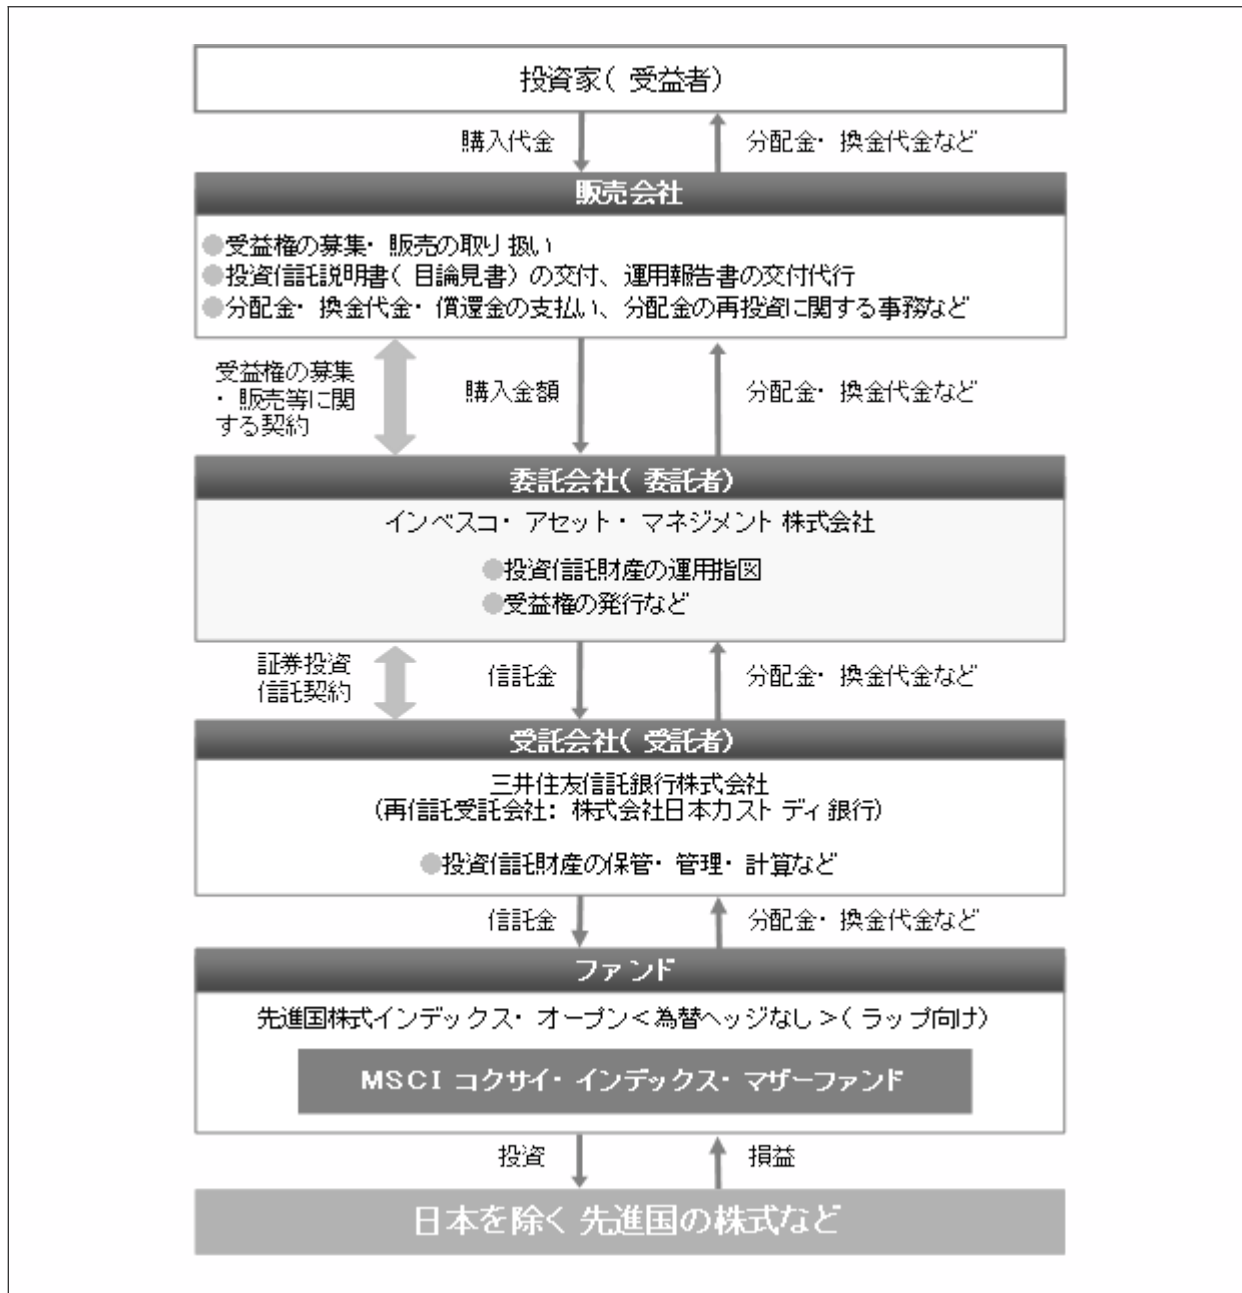 投資家(受益者)
購入代金
分配金・換金代金など
販売会社
●受益権の募集・販売の取り扱い
●投資信託説明書(目論見書)の交付、運用報告書の交付代行
●分配金・換金代金・償還金の支払い、分配金の再投資に関する事務など
受益権の募集
・販売等に関
する契約
購入金額
分配金・換金代金など
委託会社(委託者)
インベスコ・アセット・マネジメント株式会社
●投資信託財産の運用指図
●受益権の発行など
証券投資
信託契約
信託金
分配金・換金代金など
受託会社(受託者)
三井住友信託銀行株式会社
(再信託受託会社:株式会社日本カストディ銀行)
●投資信託財産の保管・管理・計算など
信託金
分配金・換金代金など
ファンド
先進国株式インデックス・オープン<為替ヘッジなし>(ラップ向け)
MSCIコクサイ・インデックス・マザーファンド
投資
損益
日本を除く先進国の株式など